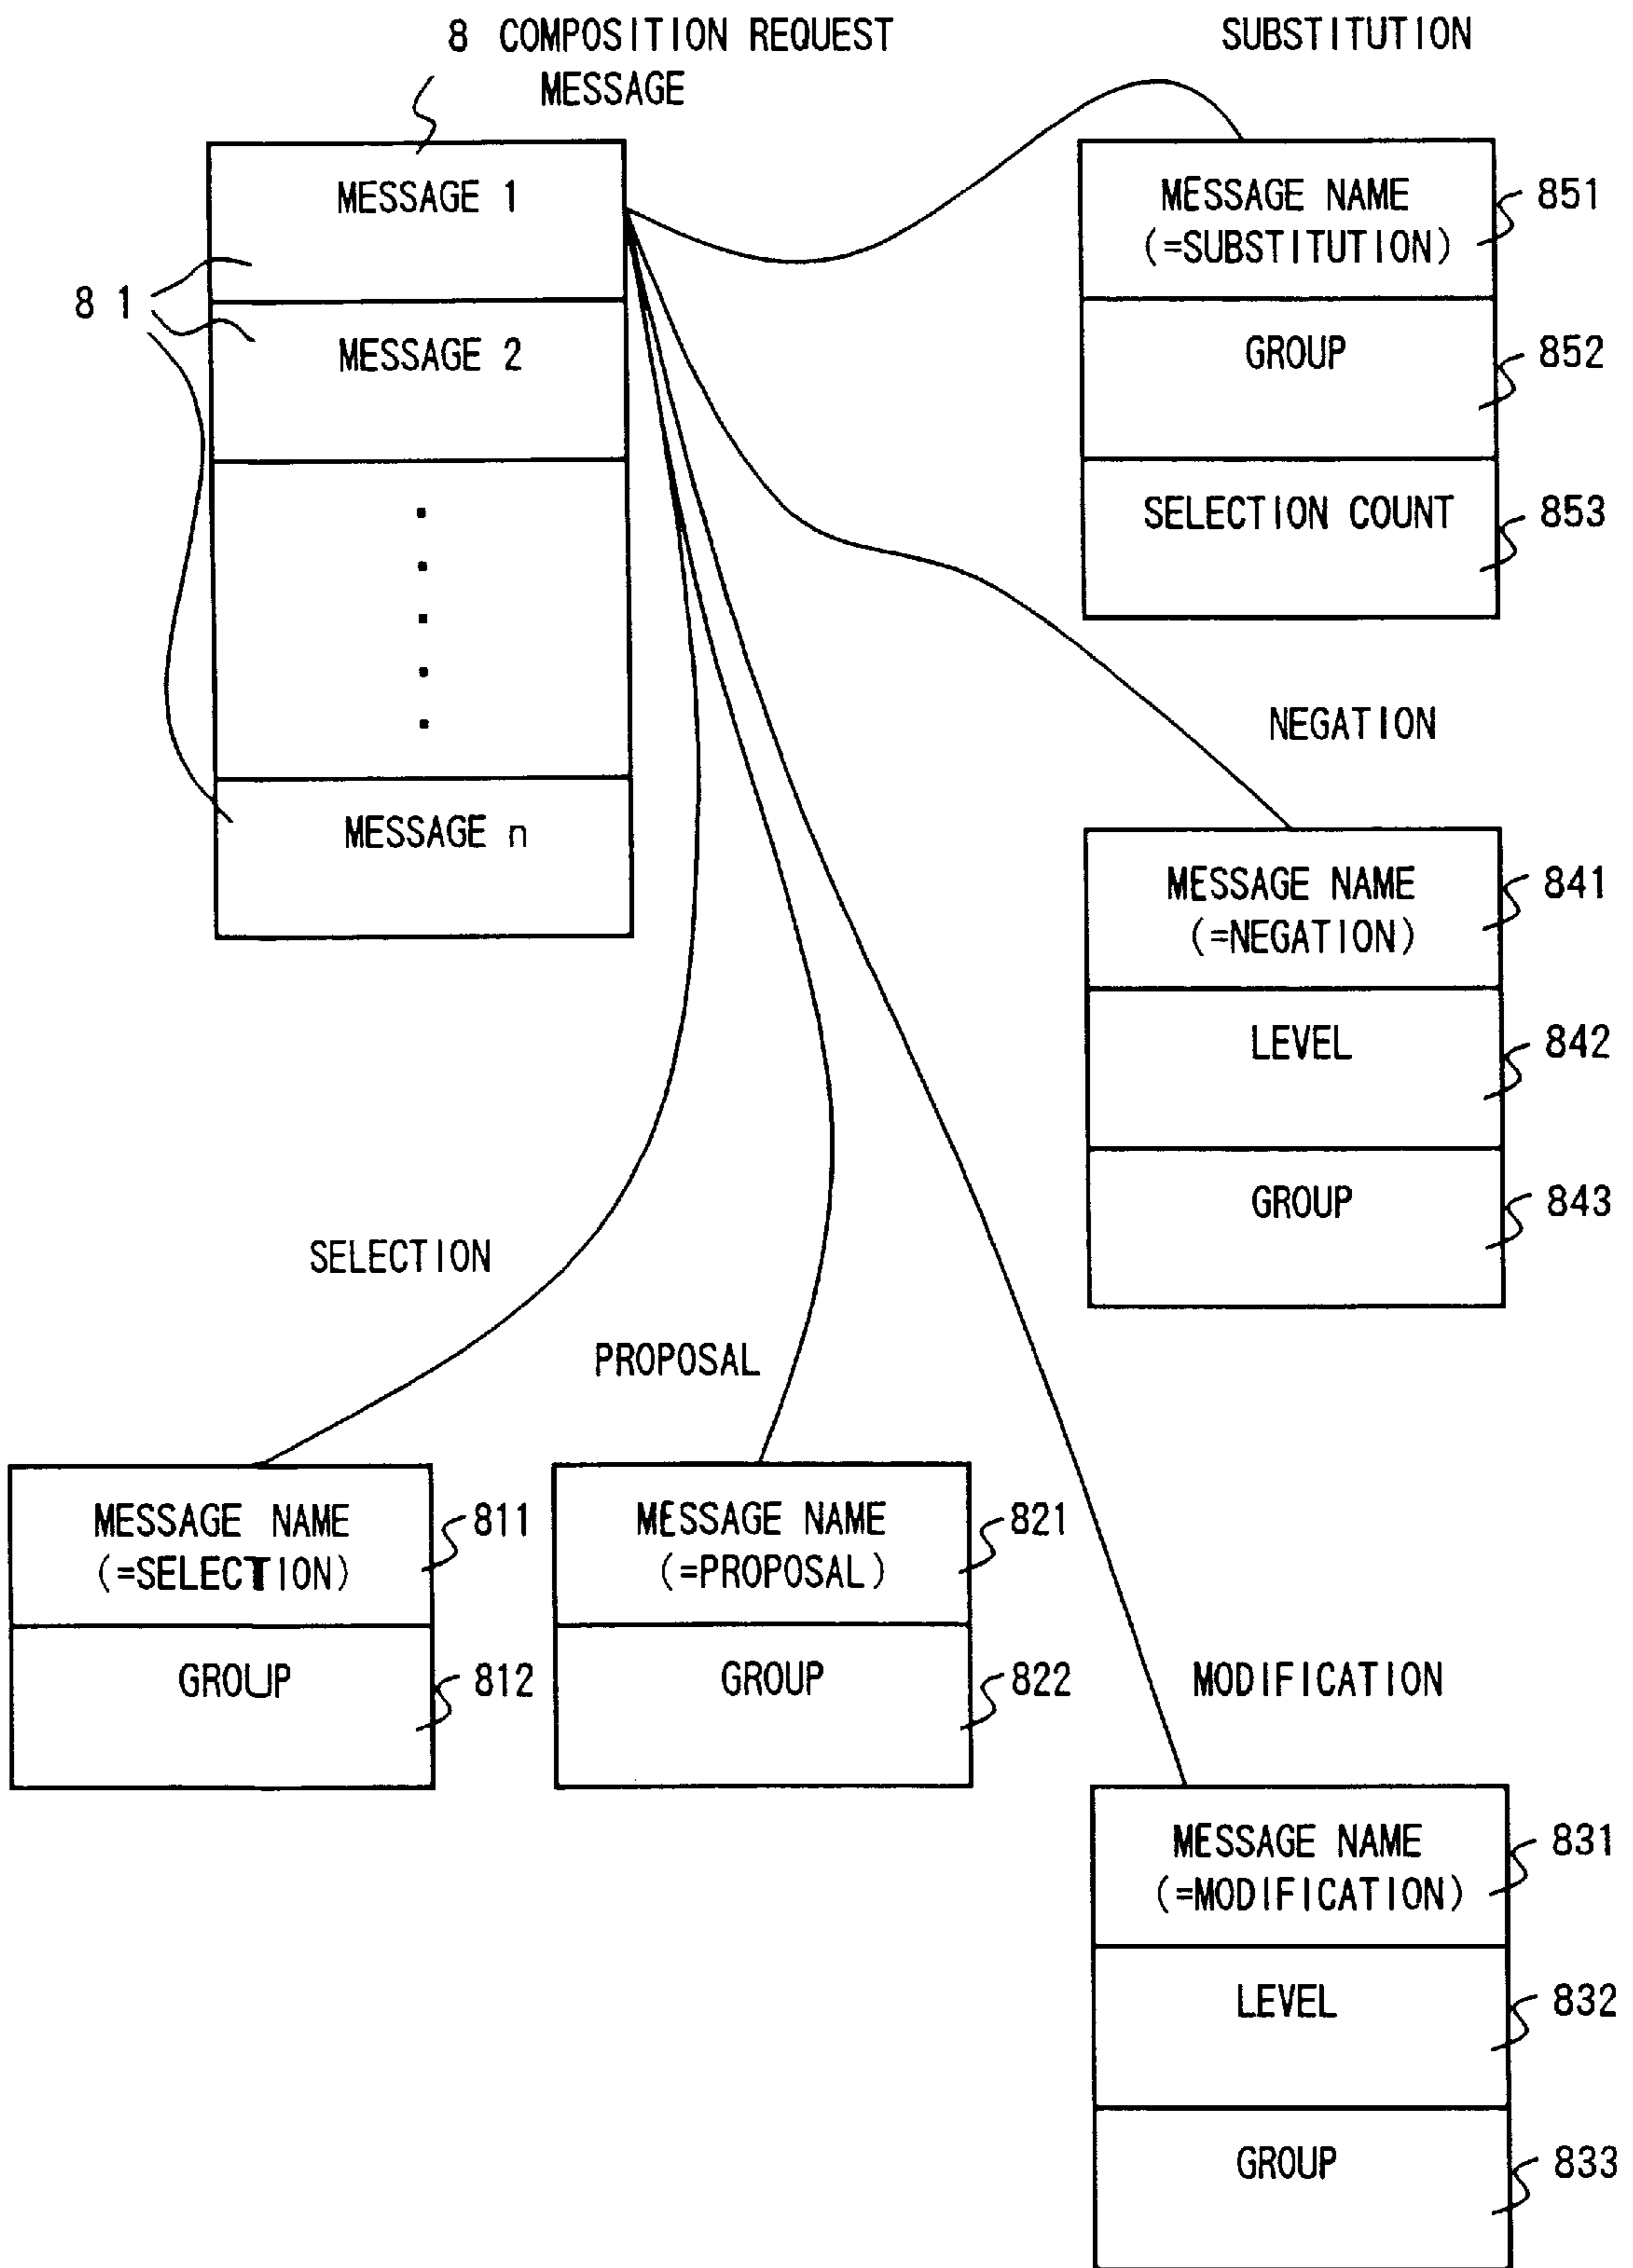 8 COMPOSITION REQUEST
MESSAGE
MESSAGE 1
81
MESSAGE 2
MESSAGE n
SUBSTITUTION
MESSAGE NAME
(=SUBSTITUTION)
851
GROUP
852
SELECTION COUNT
853
NEGATION
MESSAGE NAME
(=NEGATION)
841
LEVEL
842
GROUP
843
SELECTION
MESSAGE NAME
(=SELECTION)
811
GROUP
812
PROPOSAL
MESSAGE NAME
(=PROPOSAL)
821
GROUP
822
MODIFICATION
MESSAGE NAME
(=MODIFICATION)
831
LEVEL
832
GROUP
833